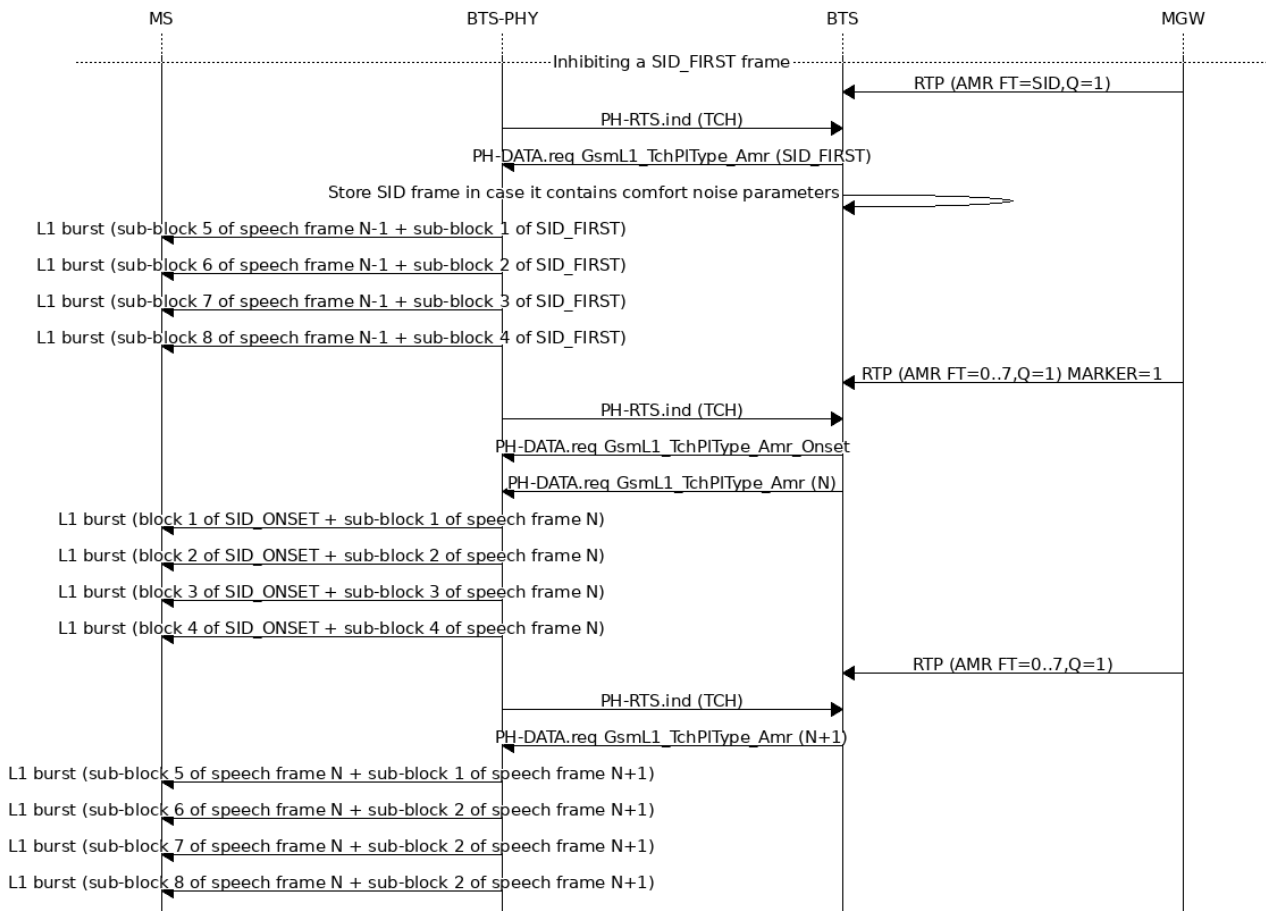 MS BTS-PHY BTS MGW
Inhibiting a SID_FIRST frame
RTP (AMR FT=SID,Q=1)
PH-RTS.ind (TCH)
PH-DATA.req GsmL1_TchPlType_Amr (SID_FIRST)
Store SID frame in case it contains comfort noise parameters
L1 burst (sub-block 5 of speech frame N-1 + sub-block 1 of SID_FIRST)
L1 burst (sub-block 6 of speech frame N-1 + sub-block 2 of SID_FIRST)
L1 burst (sub-block 7 of speech frame N-1 + sub-block 3 of SID_FIRST)
L1 burst (sub-block 8 of speech frame N-1 + sub-block 4 of SID_FIRST)
RTP (AMR FT=0..7,Q=1) MARKER=1
PH-RTS.ind (TCH)
PH-DATA.req GsmL1_TchPlType_Amr_Onset
PH-DATA.req GsmL1_TchPlType_Amr (N)
L1 burst (block 1 of SID_ONSET + sub-block 1 of speech frame N)
L1 burst (block 2 of SID_ONSET + sub-block 2 of speech frame N)
L1 burst (block 3 of SID_ONSET + sub-block 3 of speech frame N)
L1 burst (block 4 of SID_ONSET + sub-block 4 of speech frame N)
RTP (AMR FT=0..7,Q=1)
PH-RTS.ind (TCH)
PH-DATA.req GsmL1_TchPlType_Amr (N+1)
L1 burst (sub-block 5 of speech frame N + sub-block 1 of speech frame N+1)
L1 burst (sub-block 6 of speech frame N + sub-block 2 of speech frame N+1)
L1 burst (sub-block 7 of speech frame N + sub-block 2 of speech frame N+1)
L1 burst (sub-block 8 of speech frame N + sub-block 2 of speech frame N+1)